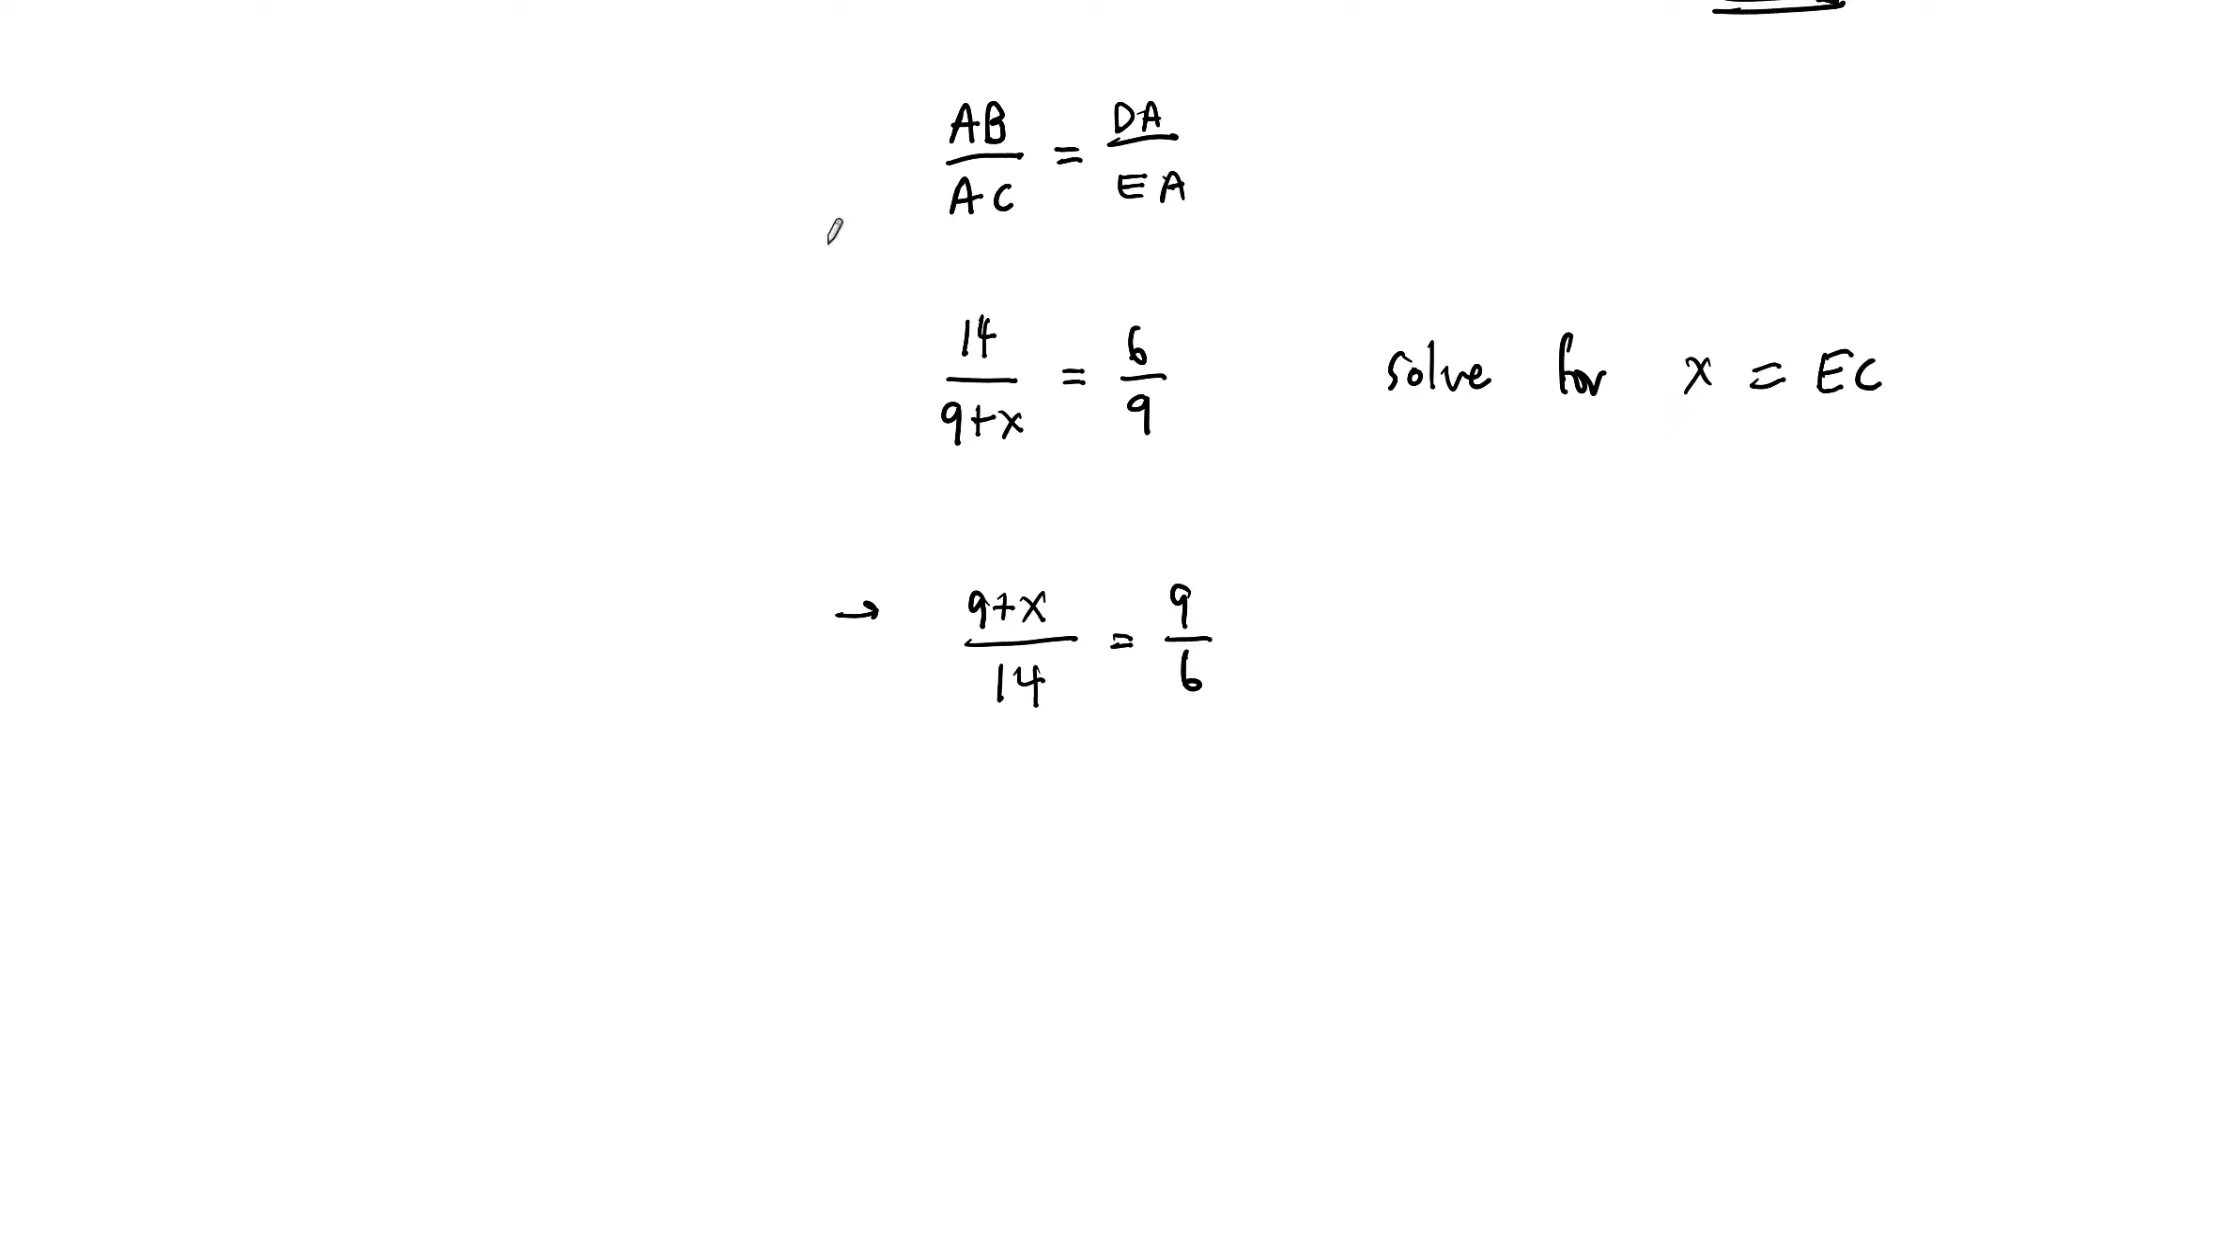 AB/AC = DA/EA
14/9+x = 6/9 solve for x = EC
→ 9+x/14 = 9/6